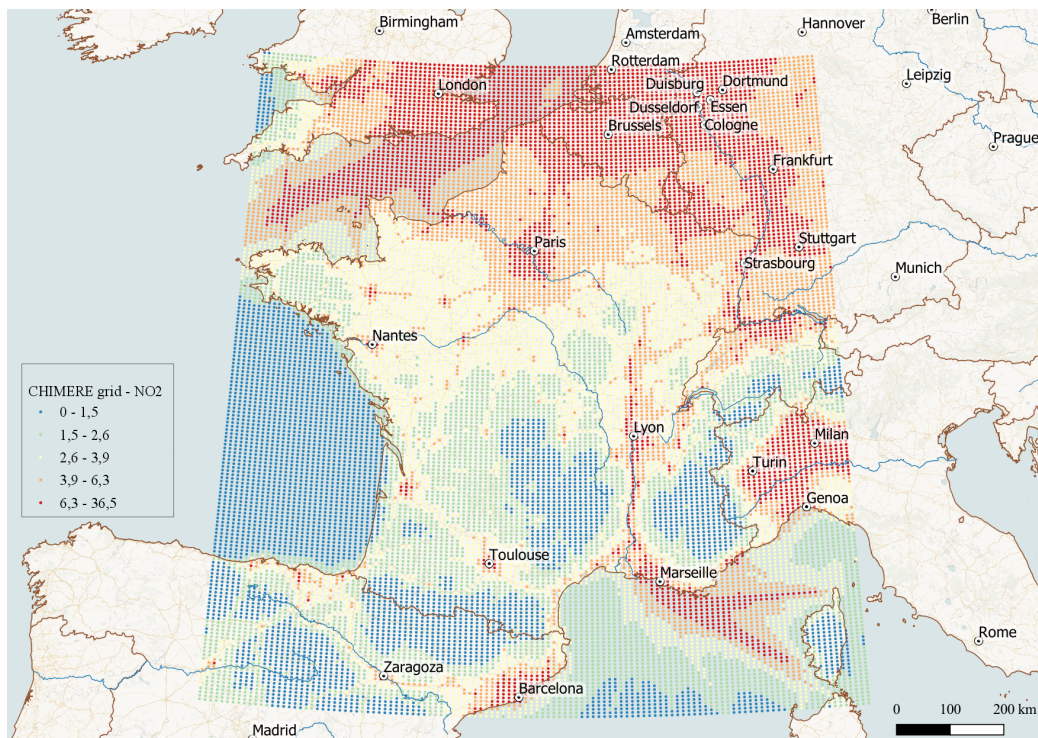 Birmingham
Hannover
Berlin
Amsterdam
Rotterdam
Leipzig
London
Duisburg
Dortmund
Dusseldorf
Essen
Brussels
Cologne
Prague
Frankfurt
Paris
Stuttgart
Strasbourg
Munich
Nantes
CHIMERE grid - NO2
0 - 1,5
1,5 - 2,6
2,6 - 3,9
3,9 - 6,3
6,3 - 36,5
Lyon
Milan
Turin
Genoa
Toulouse
Marseille
Rome
Zaragoza
Barcelona
Madrid
0 100 200 km